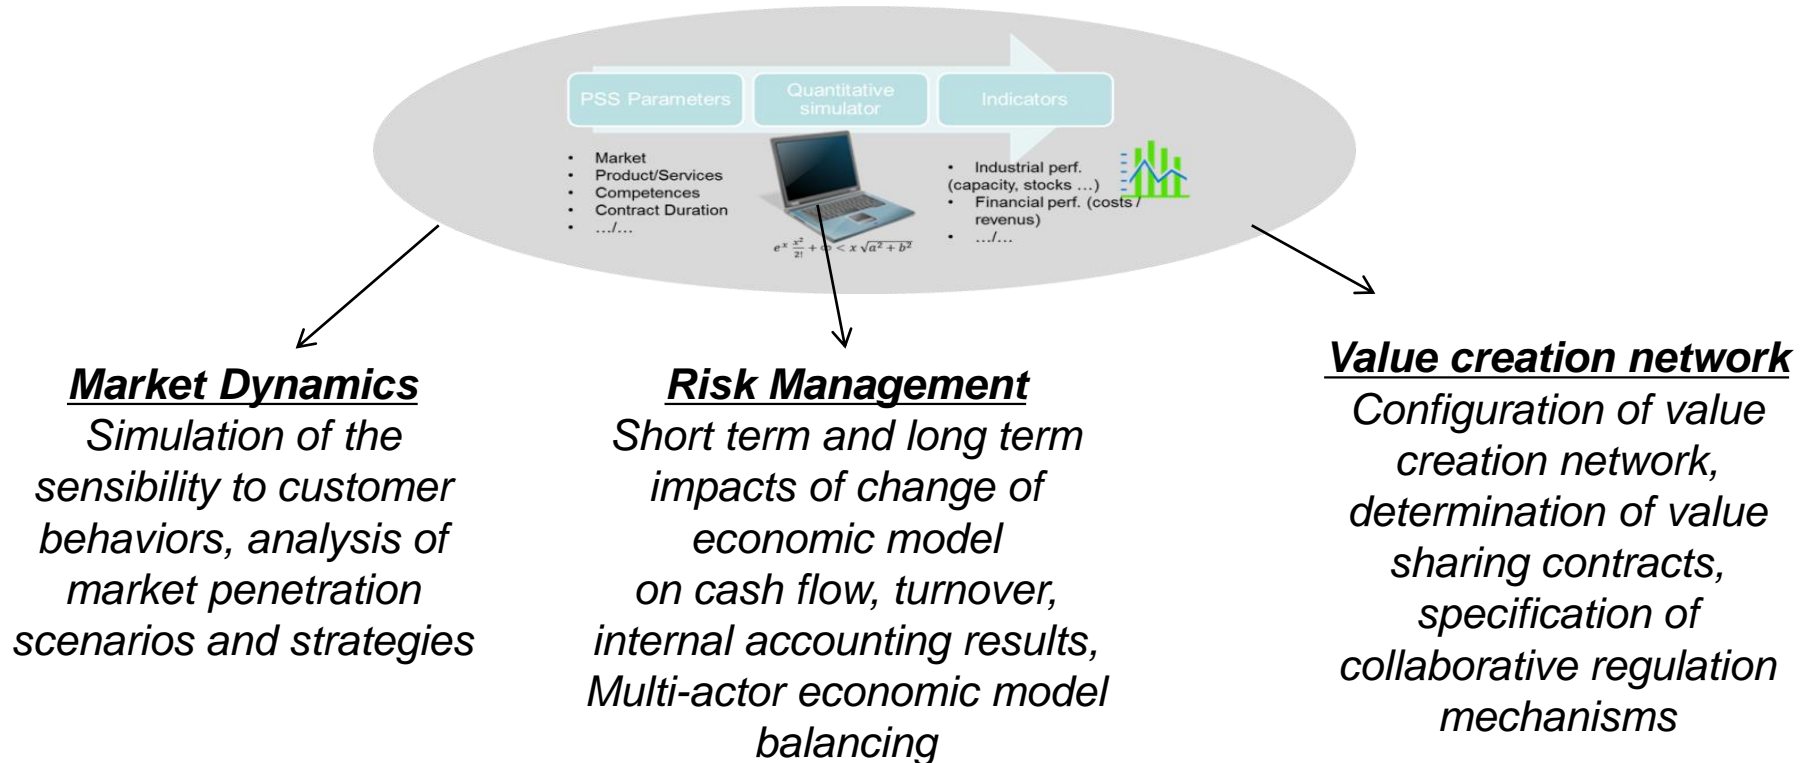 PSS Parameters
Quantitative
simulator
Indicators
• Market
• Product/Services
• Competences
• Contract Duration
• .../...
• Industrial perf.
(capacity, stocks ...)
• Financial perf. (costs /
revenus)
• .../...
Market Dynamics
Simulation of the
sensibility to customer
behaviors, analysis of
market penetration
scenarios and strategies
Risk Management
Short term and long term
impacts of change of
economic model
on cash flow, turnover,
internal accounting results,
Multi-actor economic model
balancing
Value creation network
Configuration of value
creation network,
determination of value
sharing contracts,
specification of
collaborative regulation
mechanisms